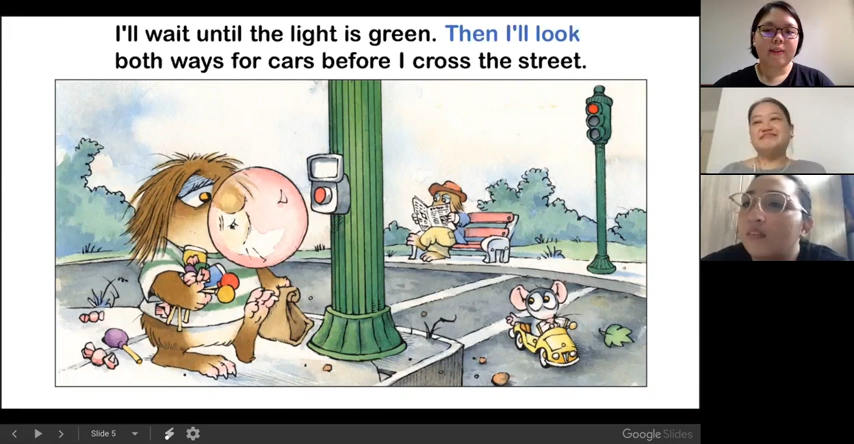 I'll wait until the light is green. Then I'll look
both ways for cars before I cross the street.
Slide 5
Google Slides